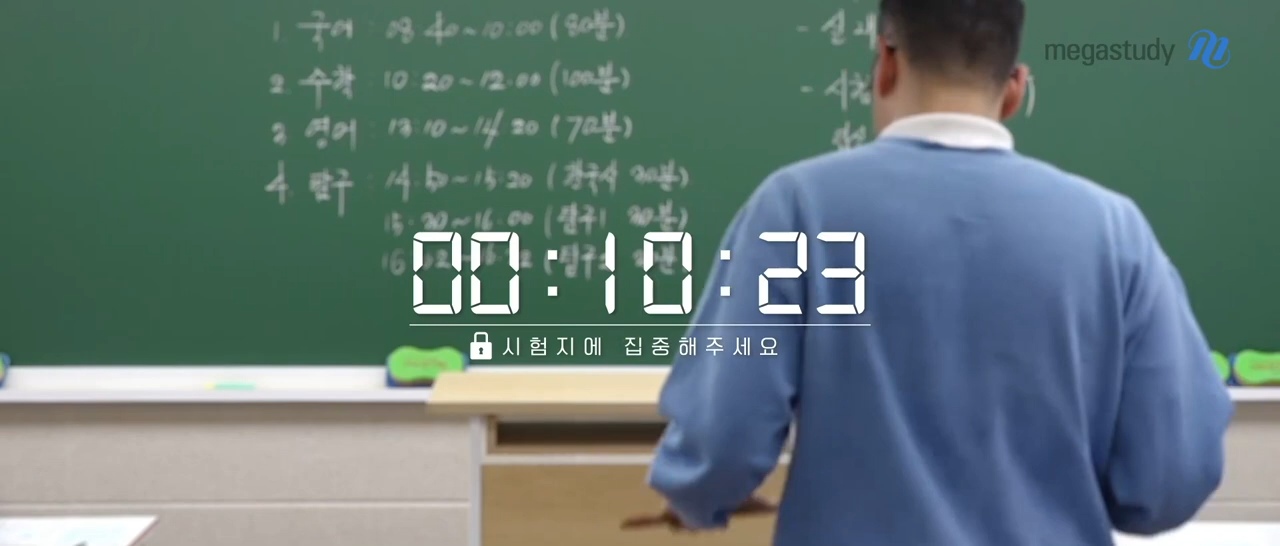 1. 국어 08:40~10:00 (80분)
2. 수학 10:20~12:00 (100분)
3. 영어 13:10~14:20 (70분)
4. 탐구 14:50~15:20 (한국사 30분)
15:20~16:00 (탐구1
16
megastudy
00:10:23
시험지에 집중해주세요